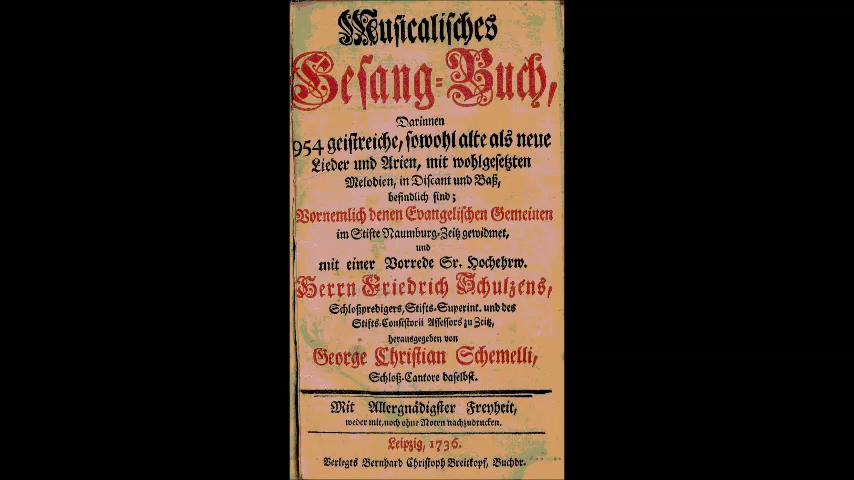 Musicalisches
Gesang-Buch,
Darinnen
954 geistreiche, sowohl alte als neue
Lieder und Arien, mit wohlgesetzten
Melodien, in Discant und Baß,
befindlich sind;
Vornemlich denen Evangelischen Gemeinen
im Stifte Naumburg-Zeitz gewidmet,
und
mit einer Vorrede Sr. Hochehrw.
Herrn Friedrich Schulzens,
Schloßpredigers, Stifts-Superint. und des
Stifts-Consistorii Assessors zu Zeitz,
herausgegeben von
George Christian Schemelli,
Schloß-Cantore daselbst.
Mit Allergnädigster Freyheit,
weder mit, noch ohne Noten nachzudrucken.
Leipzig, 1736.
Verlegts Bernhard Christoph Breitkopf, Buchdr.